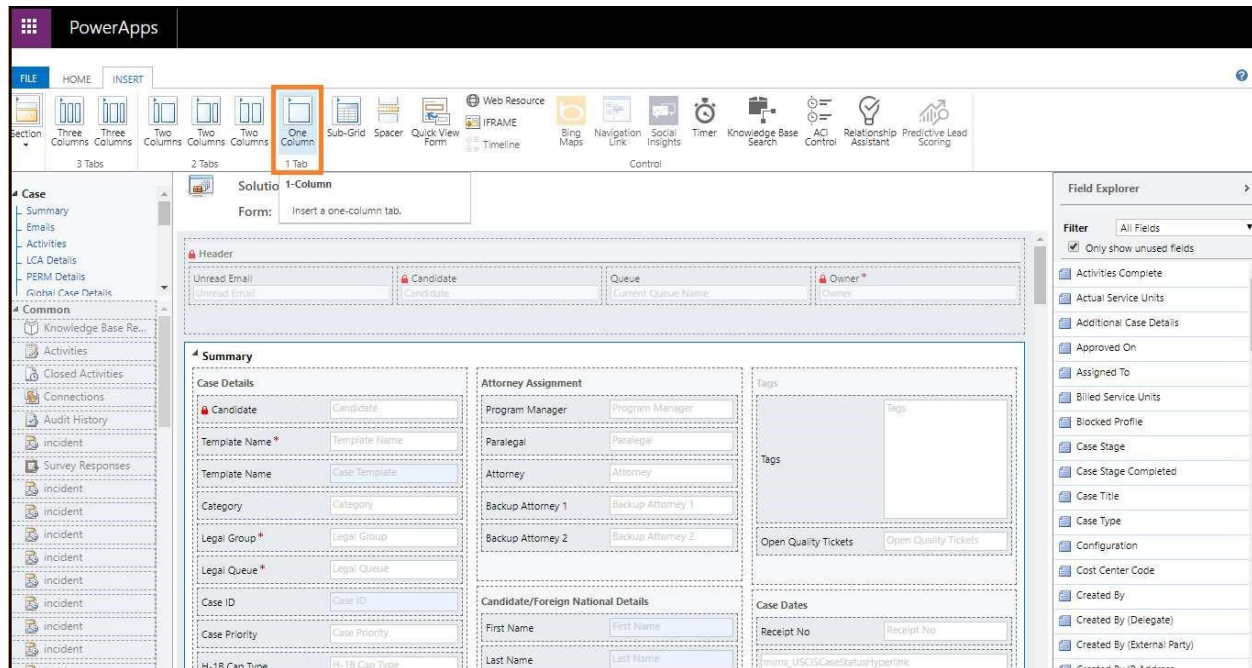 PowerApps
FILE HOME INSERT
Section
Three Columns
Three Columns
3 Tabs
Two Columns
Two Columns
Two Columns
2 Tabs
One Column
1 Tab
Sub-Grid
Spacer
Quick View Form
Web Resource
IFRAME
Timeline
Bing Maps
Navigation Link
Social Insights
Timer
Knowledge Base Search
ACI Control
Relationship Assistant
Predictive Lead Scoring
Control
Case
Summary
Emails
Activities
LCA Details
PERM Details
Global Case Details
Common
Knowledge Base Re...
Activities
Closed Activities
Connections
Audit History
incident
Survey Responses
incident
incident
incident
incident
incident
incident
incident
incident
Solutio
Form:
1-Column
Insert a one-column tab.
Header
Unread Email
Unread Email
Candidate
Candidate
Queue
Current Queue Name
Owner *
Owner
Summary
Case Details
Candidate Candidate
Template Name * Template Name
Template Name Case Template
Category Category
Legal Group * Legal Group
Legal Queue * Legal Queue
Case ID Case ID
Case Priority Case Priority
H-1B Cap Type H-1B Cap Type
Attorney Assignment
Program Manager Program Manager
Paralegal Paralegal
Attorney Attorney
Backup Attorney 1 Backup Attorney 1
Backup Attorney 2 Backup Attorney 2
Candidate/Foreign National Details
First Name First Name
Last Name Last Name
Tags
Tags Tags
Open Quality Tickets Open Quality Tickets
Case Dates
Receipt No Receipt No
mims_USCISCaseStatusHyperlink
Field Explorer
Filter All Fields
Only show unused fields
Activities Complete
Actual Service Units
Additional Case Details
Approved On
Assigned To
Billed Service Units
Blocked Profile
Case Stage
Case Stage Completed
Case Title
Case Type
Configuration
Cost Center Code
Created By
Created By (Delegate)
Created By (External Party)
Created By IP Address